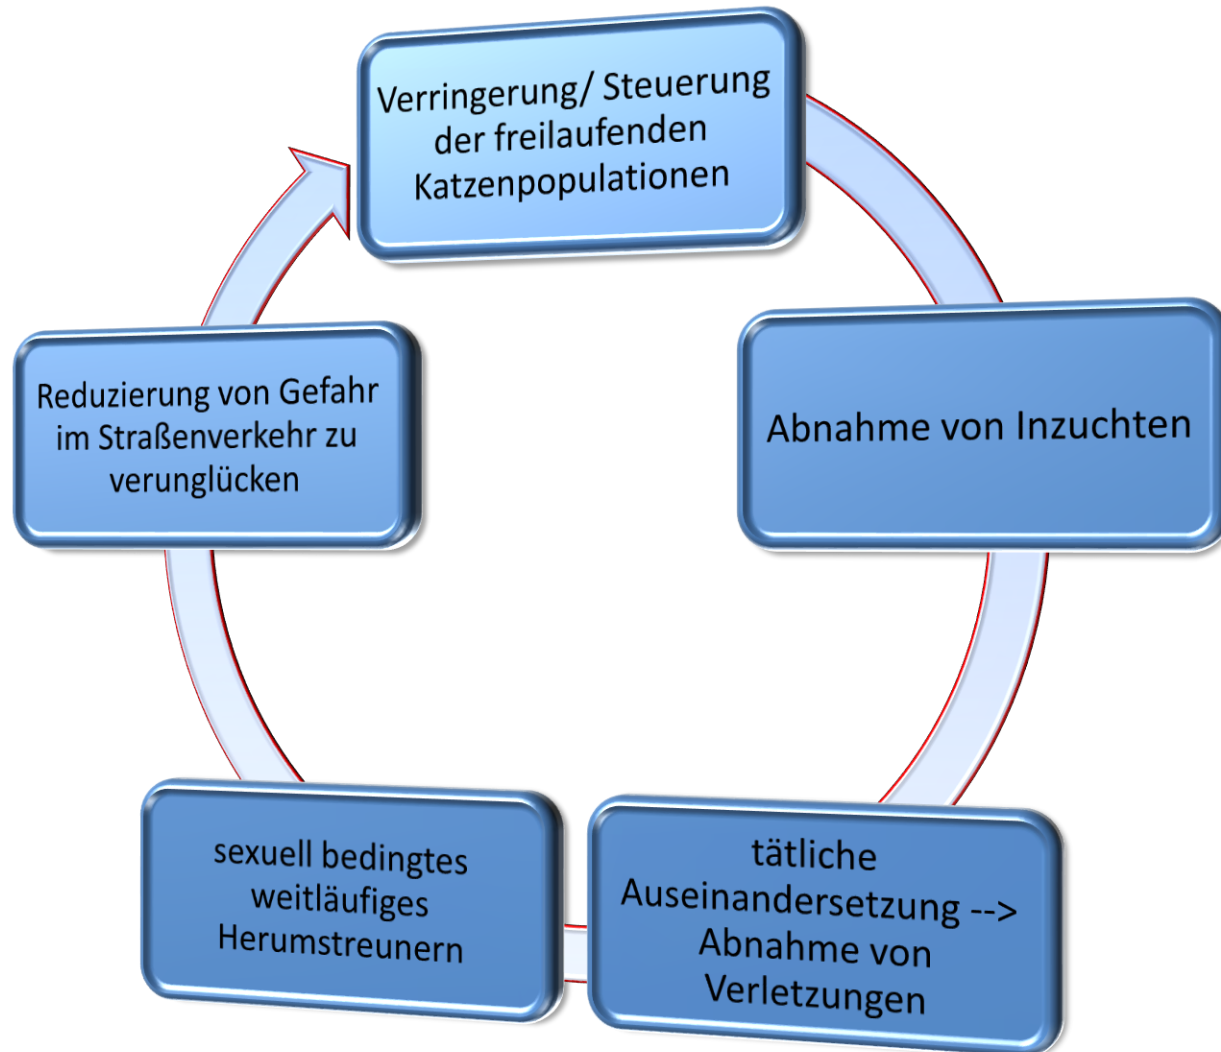 Verringerung/ Steuerung
der freilaufenden
Katzenpopulationen
Abnahme von Inzuchten
tätliche
Auseinandersetzung -->
Abnahme von
Verletzungen
sexuell bedingtes
weitläufiges
Herumstreunern
Reduzierung von Gefahr
im Straßenverkehr zu
verunglücken